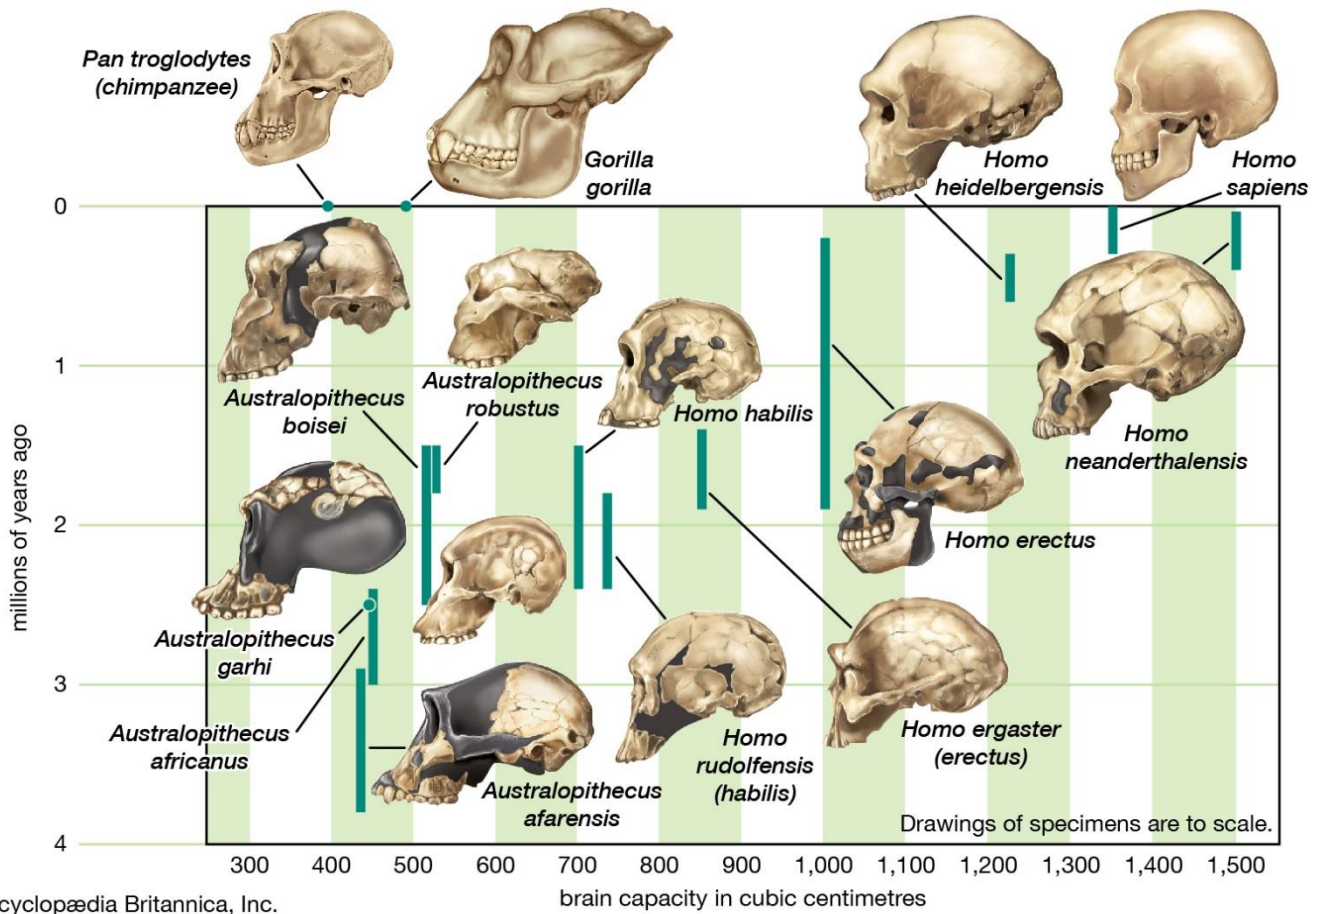 Pan troglodytes
(chimpanzee)
Gorilla
gorilla
Homo
heidelbergensis
Homo
sapiens
0
Australopithecus
boisei
Australopithecus
robustus
Homo habilis
Homo
neanderthalensis
1
millions of years ago
Homo erectus
2
Australopithecus
garhi
3
Australopithecus
africanus
Australopithecus
afarensis
Homo
rudolfensis
(habilis)
Homo ergaster
(erectus)
Drawings of specimens are to scale.
4
300 400 500 600 700 800 900 1,000 1,100 1,200 1,300 1,400 1,500
brain capacity in cubic centimetres
cyclopædia Britannica, Inc.